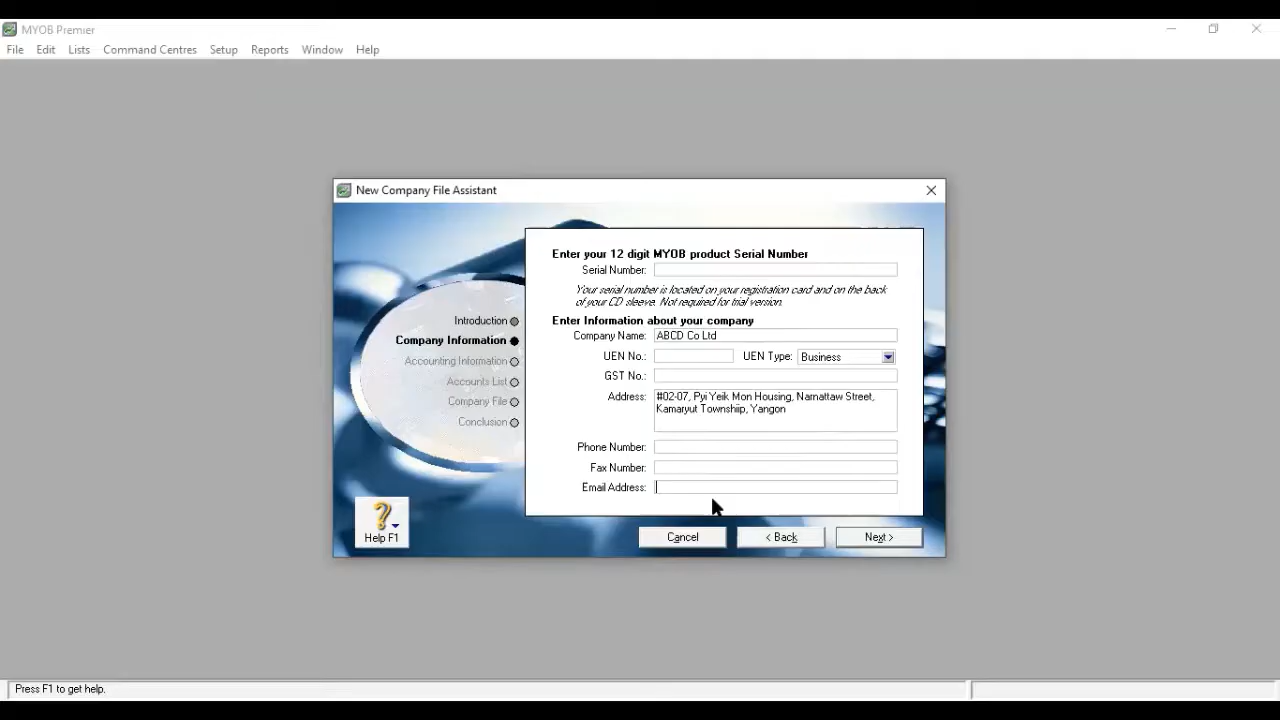 MYOB Premier
File Edit Lists Command Centres Setup Reports Window Help
New Company File Assistant
Introduction
Company Information
Accounting Information
Accounts List
Company File
Conclusion
Help F1
Enter your 12 digit MYOB product Serial Number
Serial Number:
Your serial number is located on your registration card and on the back
of your CD sleeve. Not required for trial version.
Enter Information about your company
Company Name: ABCD Co Ltd
UEN No.: UEN Type: Business
GST No.:
Address: #02-07, Pyi Yeik Mon Housing, Narnattaw Street,
Kamaryut Townshiip, Yangon
Phone Number:
Fax Number:
Email Address:
Cancel < Back Next >
Press F1 to get help.